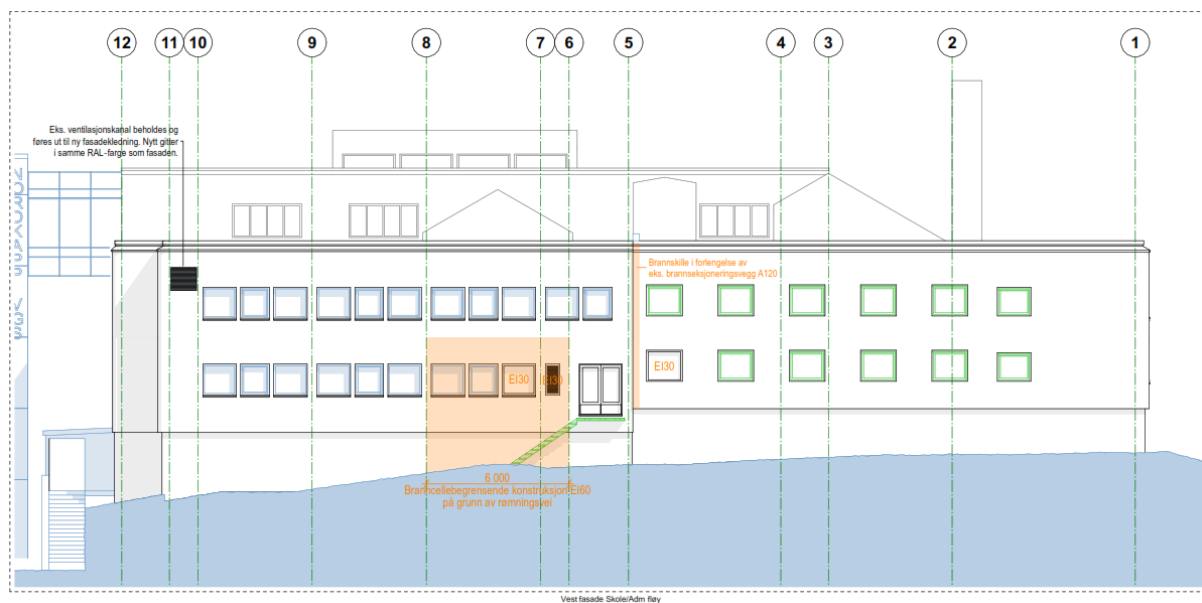 12 11 10 9 8 7 6 5 4 3 2 1
Eks. ventilasjonskanal beholdes og
føres ut til ny fasadekledning. Nytt gitter
i samme RAL-farge som fasaden.
Brannskille i forlengelse av
eks. brannseksjoneringsvegg A120
EI30
EI30
EI30
6 000
Branncellebegrensende konstruksjon EI60
på grunn av rømningsvei
Vest fasade Skole/Adm fløy